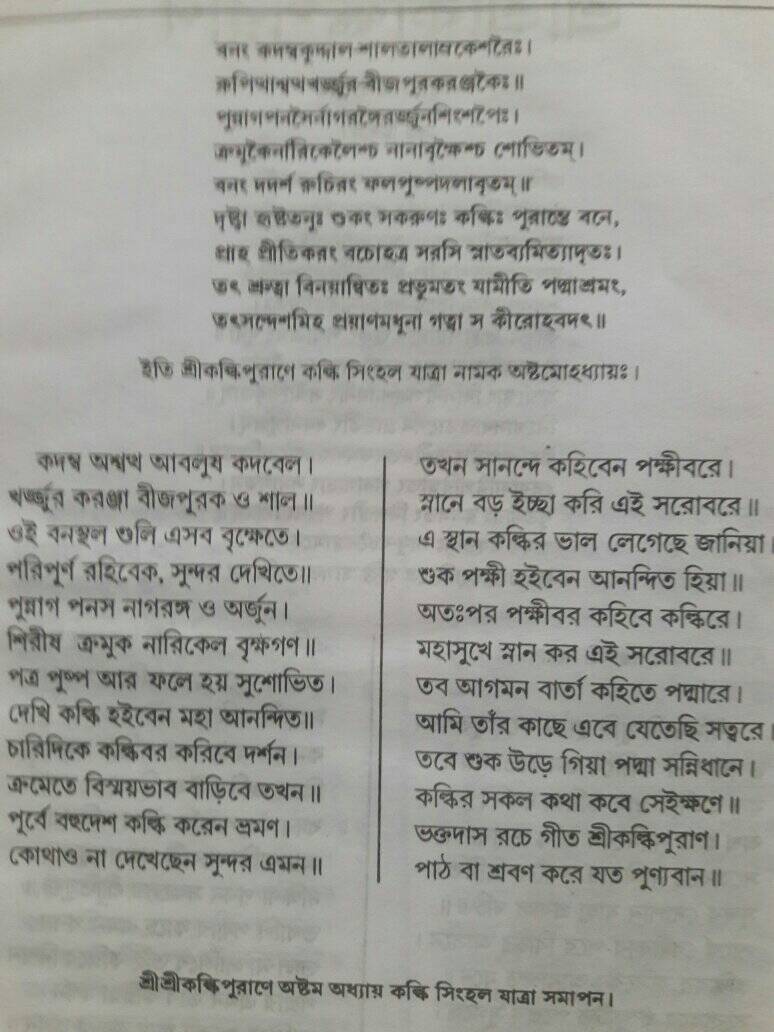 বনং কদম্বকুদ্দাল শালতালাম্রকেশরৈঃ।
কপিত্থাশ্বত্থখর্জ্জূর বীজপূরকরঞ্জকৈঃ॥
পুন্নাগপনসৈর্নাগরঙ্গৈরর্জ্জুনশিংশপৈঃ।
ক্রমুকৈর্নারিকেলৈশ্চ নানাবৃক্ষৈশ্চ শোভিতম্।
বনং দদর্শ রুচিরং ফলপুষ্পদলাবৃতম্॥
দৃষ্ট্বা হৃষ্টতনুঃ শুকং সকরুণঃ কল্কিঃ পুরান্তে বনে,
প্রাহ প্রীতিকরং বচোহত্র সরসি স্নাতব্যমিত্যাদৃতঃ।
তৎ শ্রুত্বা বিনয়ান্বিতঃ প্রভুমতং যামীতি পদ্মাশ্রমং,
তৎসন্দেশমিহ প্রয়াণমধুনা গত্বা স কীরোহবদৎ॥
ইতি শ্রীকল্কিপুরাণে কল্কি সিংহল যাত্রা নামক অষ্টমোহধ্যায়ঃ।
কদম্ব অশ্বত্থ আবলুষ কদবেল।
খর্জ্জূর করঞ্জা বীজপূরক ও শাল॥
ওই বনস্থল গুলি এসব বৃক্ষেতে।
পরিপূর্ণ রহিবেক, সুন্দর দেখিতে॥
পুন্নাগ পনস নাগরঙ্গ ও অর্জুন।
শিরীষ ক্রমুক নারিকেল বৃক্ষগণ॥
পত্র পুষ্প আর ফলে হয় সুশোভিত।
দেখি কল্কি হইবেন মহা আনন্দিত॥
চারিদিকে কল্কিবর করিবে দর্শন।
ক্রমেতে বিস্ময়ভাব বাড়িবে তখন॥
পূর্বে বহুদেশ কল্কি করেন ভ্রমণ।
কোথাও না দেখেছেন সুন্দর এমন॥
তখন সানন্দে কহিবেন পক্ষীবরে।
স্নানে বড় ইচ্ছা করি এই সরোবরে॥
এ স্থান কল্কির ভাল লেগেছে জানিয়া।
শুক পক্ষী হইবেন আনন্দিত হিয়া॥
অতঃপর পক্ষীবর কহিবে কল্কিরে।
মহাসুখে স্নান কর এই সরোবরে॥
তব আগমন বার্তা কহিতে পদ্মারে।
আমি তাঁর কাছে এবে যেতেছি সত্বরে।
তবে শুক উড়ে গিয়া পদ্মা সন্নিধানে।
কল্কির সকল কথা কবে সেইক্ষণে॥
ভক্তদাস রচে গীত শ্রীকল্কিপুরাণ।
পাঠ বা শ্রবণ করে যত পুণ্যবান॥
শ্রীশ্রীকল্কিপুরাণে অষ্টম অধ্যায় কল্কি সিংহল যাত্রা সমাপন।